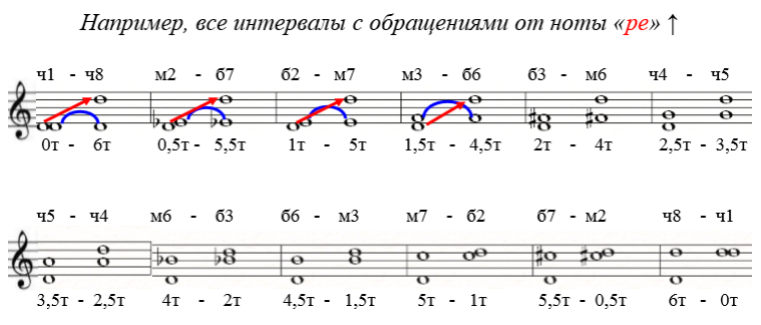 Например, все интервалы с обращениями от ноты «ре» ↑
ч1 - ч8 м2 - б7 б2 - м7 м3 - б6 б3 - м6 ч4 - ч5
0т - 6т 0,5т - 5,5т 1т - 5т 1,5т - 4,5т 2т - 4т 2,5т - 3,5т
ч5 - ч4 м6 - б3 б6 - м3 м7 - б2 б7 - м2 ч8 - ч1
3,5т - 2,5т 4т - 2т 4,5т - 1,5т 5т - 1т 5,5т - 0,5т 6т - 0т